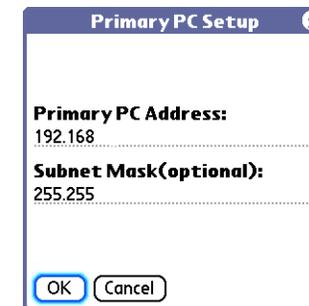 Primary PC Setup
Primary PC Address:
192.168
Subnet Mask(optional):
255.255
OK Cancel